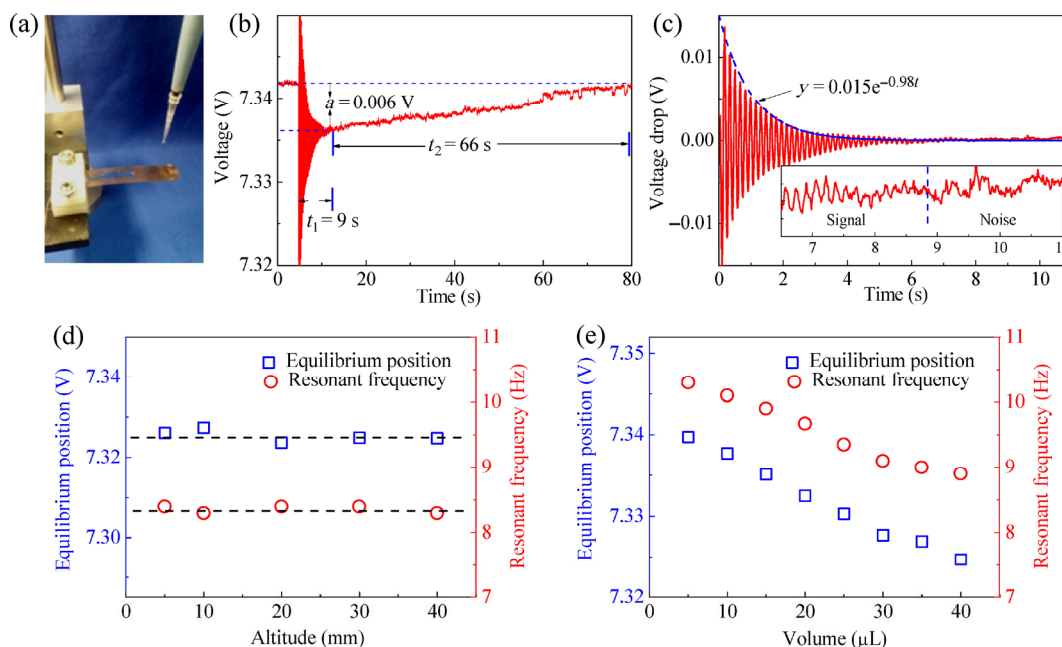 (a)
(b)
7.34
7.33
7.32
Voltage (V)
a = 0.006 V
t2 = 66 s
t1 = 9 s
0 20 40 60 80
Time (s)
(c)
0.01
0.00
−0.01
Voltage drop (V)
y = 0.015e−0.98t
Signal
Noise
7 8 9 10 11
0 2 4 6 8 10
Time (s)
(d)
Equilibrium position
Resonant frequency
7.34
7.32
7.30
Equilibrium position (V)
11
10
9
8
7
Resonant frequency (Hz)
0 10 20 30 40
Altitude (mm)
(e)
Equilibrium position
Resonant frequency
7.35
7.34
7.33
7.32
Equilibrium position (V)
11
10
9
8
7
Resonant frequency (Hz)
0 10 20 30 40
Volume (μL)